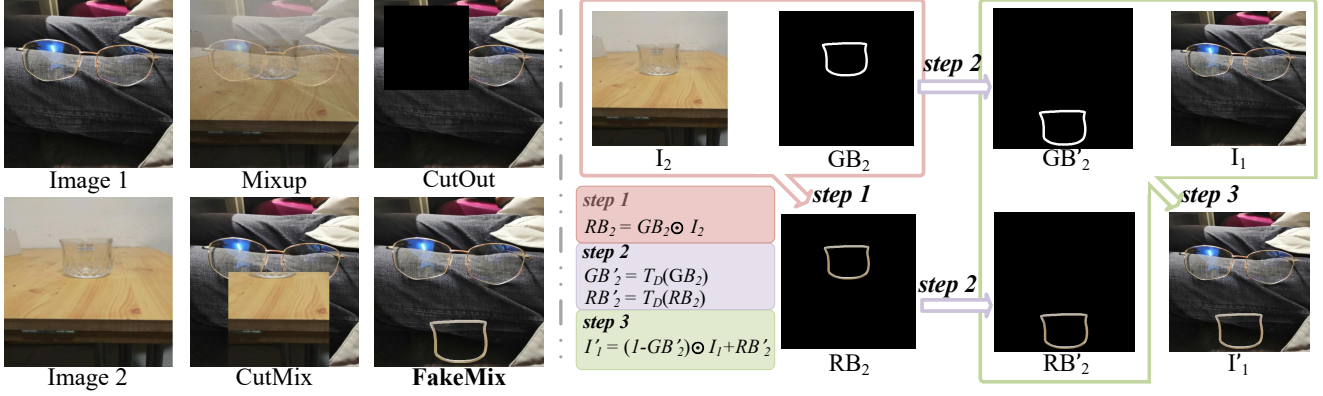 Image 1
Mixup
CutOut
Image 2
CutMix
FakeMix
I₂
GB₂
step 2
GB'₂
I₁
step 1
step 3
step 1
RB₂ = GB₂⊙ I₂
step 2
GB'₂ = T_D(GB₂)
RB'₂ = T_D(RB₂)
step 3
I'₁ = (1-GB'₂)⊙ I₁+RB'₂
RB₂
step 2
RB'₂
I'₁